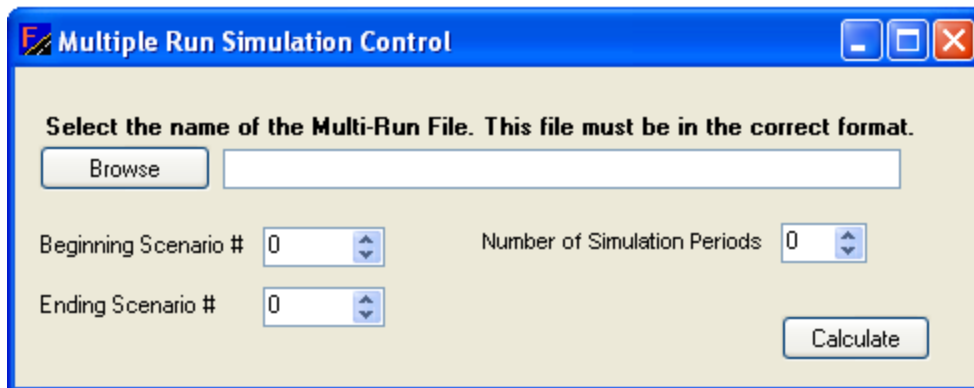 Multiple Run Simulation Control
Select the name of the Multi-Run File. This file must be in the correct format.
Browse
Beginning Scenario # 0 Number of Simulation Periods 0
Ending Scenario # 0
Calculate